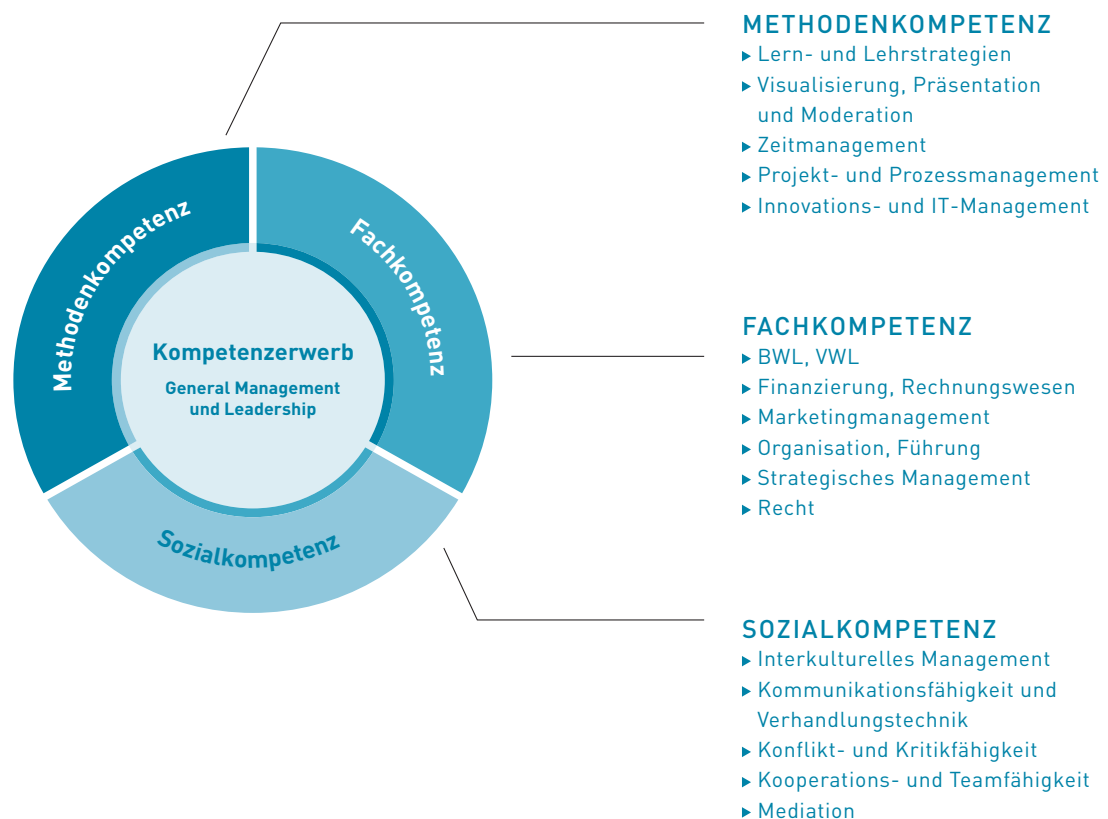 METHODENKOMPETENZ
▸ Lern- und Lehrstrategien
▸ Visualisierung, Präsentation
und Moderation
▸ Zeitmanagement
▸ Projekt- und Prozessmanagement
▸ Innovations- und IT-Management
Methodenkompetenz
Fachkompetenz
Kompetenzerwerb
General Management
und Leadership
Sozialkompetenz
FACHKOMPETENZ
▸ BWL, VWL
▸ Finanzierung, Rechnungswesen
▸ Marketingmanagement
▸ Organisation, Führung
▸ Strategisches Management
▸ Recht
SOZIALKOMPETENZ
▸ Interkulturelles Management
▸ Kommunikationsfähigkeit und
Verhandlungstechnik
▸ Konflikt- und Kritikfähigkeit
▸ Kooperations- und Teamfähigkeit
▸ Mediation